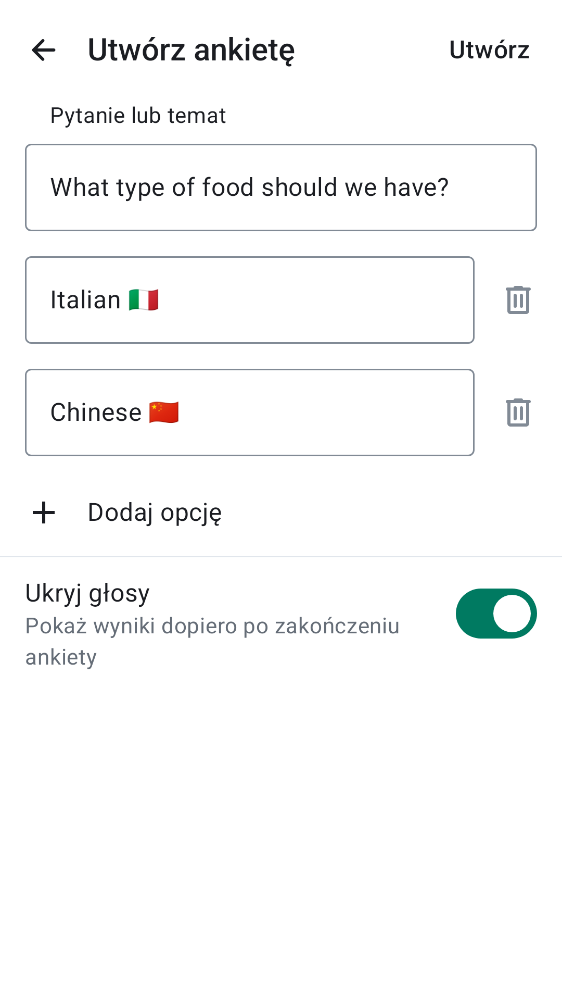 Utwórz ankietę
Utwórz
Pytanie lub temat
What type of food should we have?
Italian 🇮🇹
Chinese 🇨🇳
Dodaj opcję
Ukryj głosy
Pokaż wyniki dopiero po zakończeniu
ankiety